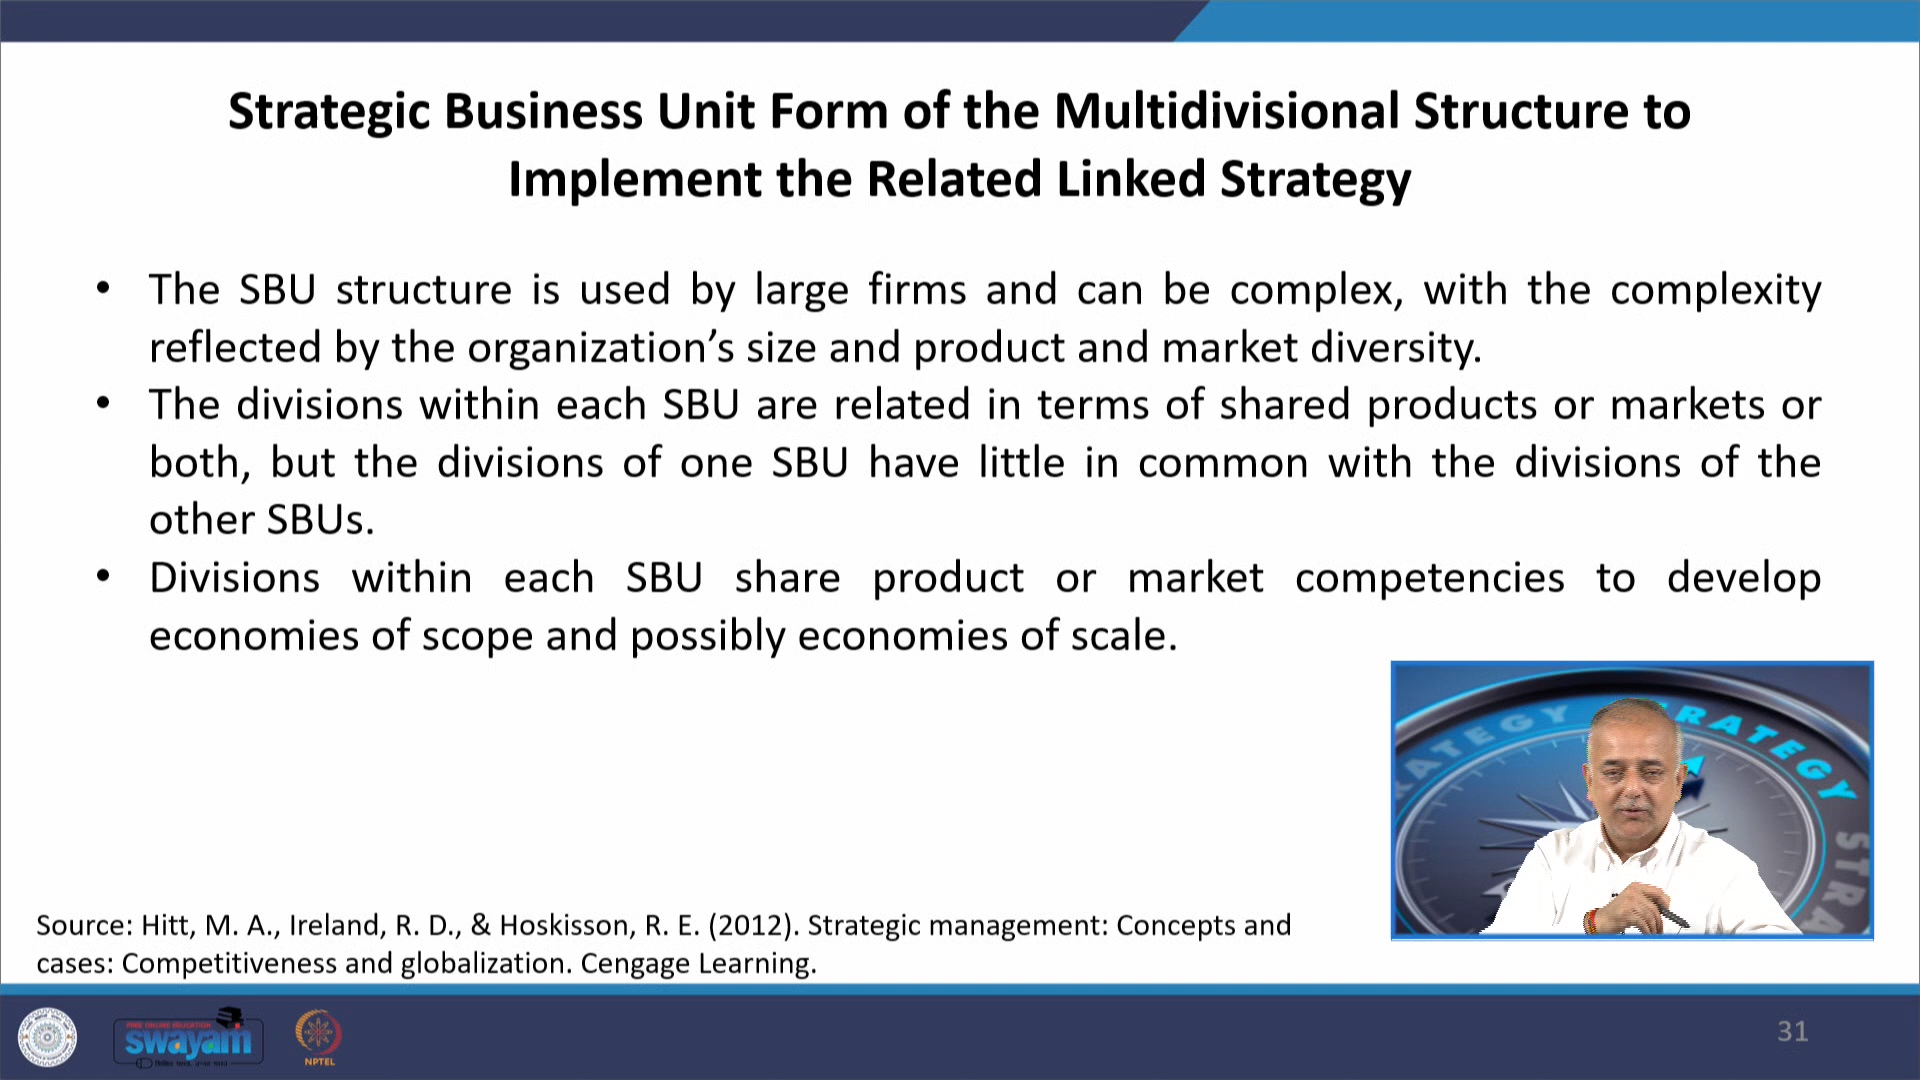 Strategic Business Unit Form of the Multidivisional Structure to
Implement the Related Linked Strategy
• The SBU structure is used by large firms and can be complex, with the complexity
reflected by the organization’s size and product and market diversity.
• The divisions within each SBU are related in terms of shared products or markets or
both, but the divisions of one SBU have little in common with the divisions of the
other SBUs.
• Divisions within each SBU share product or market competencies to develop
economies of scope and possibly economies of scale.
STRATEGY STRATEGY STRA
Source: Hitt, M. A., Ireland, R. D., & Hoskisson, R. E. (2012). Strategic management: Concepts and
cases: Competitiveness and globalization. Cengage Learning.
FREE ONLINE EDUCATION
swayam
NPTEL
31